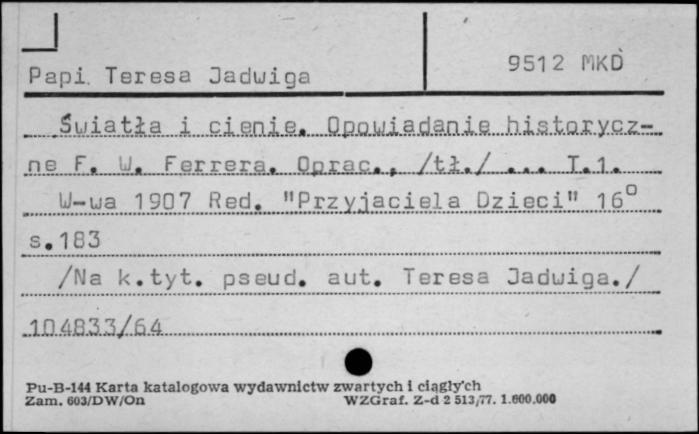 9512 MKD
Papi Teresa Jadwiga
Światła i cienie. Opowiadanie historycz-
ne F. W. Ferrera. Oprac., /tł./ ... T.1.
W-wa 1907 Red. "Przyjaciela Dzieci" 16°
s.183
/Na k.tyt. pseud. aut. Teresa Jadwiga./
104833/64
Pu-B-144 Karta katalogowa wydawnictw zwartych i ciągłych
Zam. 603/DW/On WZGraf. Z-d 2 513/77. 1.600.000